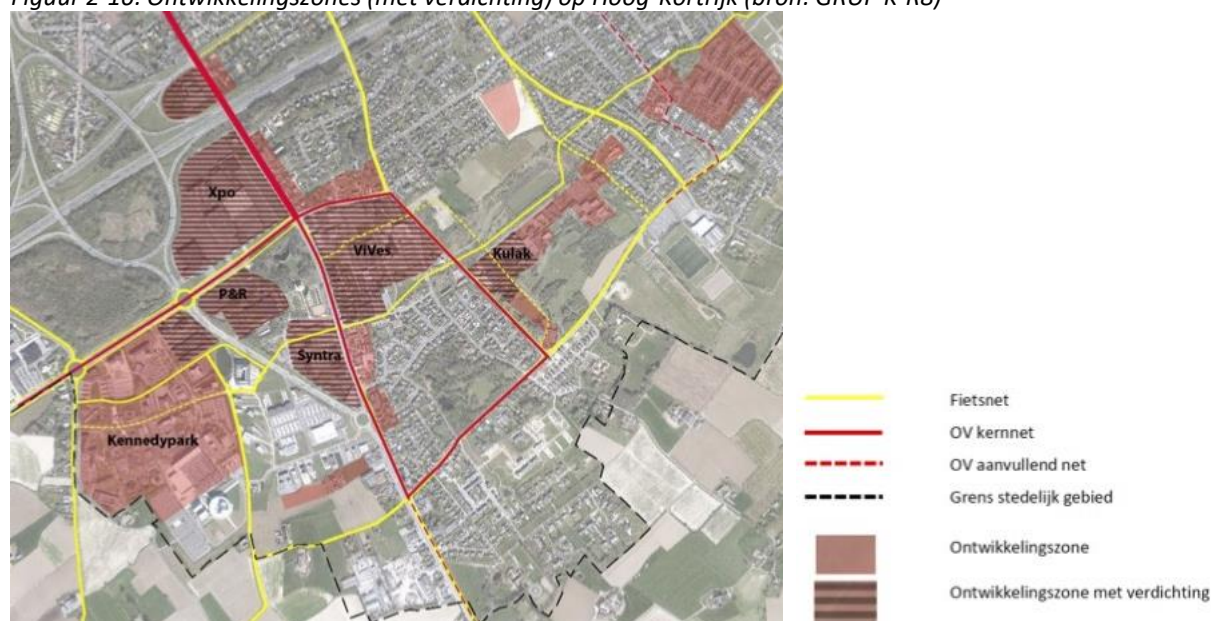 Figuur 2-16: Ontwikkelingszones (met verdichting) op Hoog-Kortrijk (bron: GRUP K-R8)
Xpo
ViVes
Kulak
P&R
Syntra
Kennedypark
Fietsnet
OV kernnet
OV aanvullend net
Grens stedelijk gebied
Ontwikkelingszone
Ontwikkelingszone met verdichting